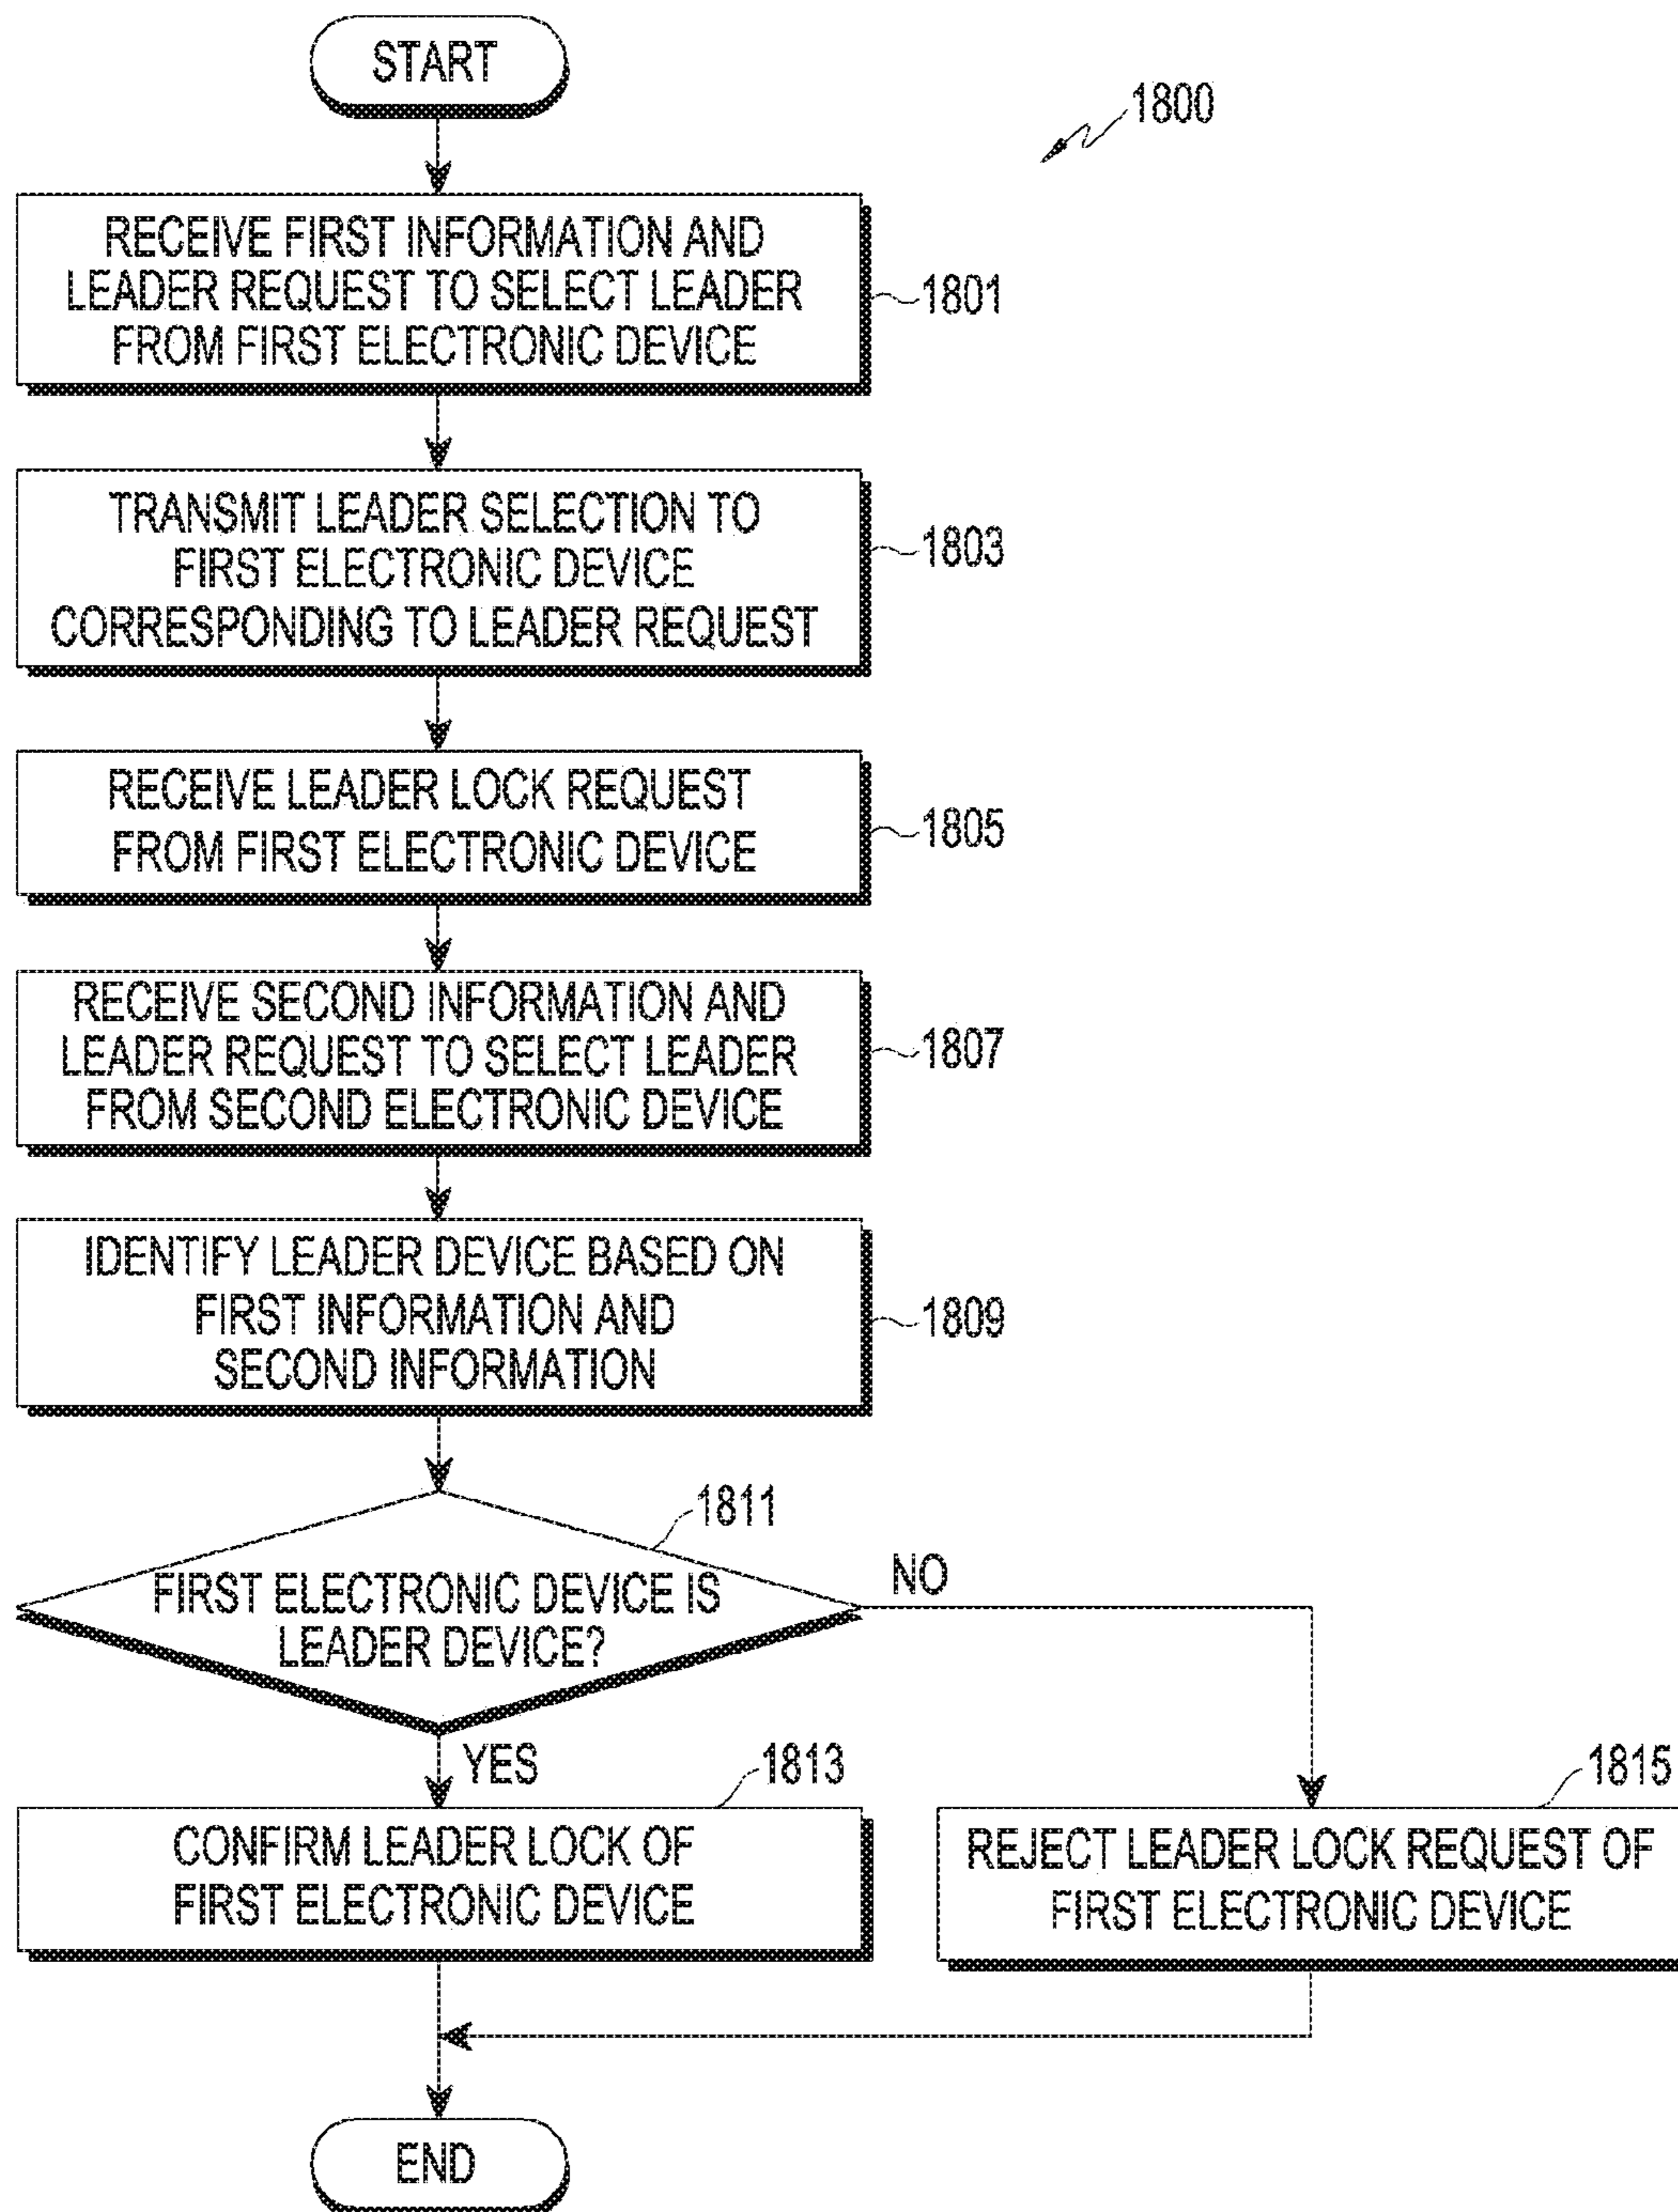 START
1800
RECEIVE FIRST INFORMATION AND
LEADER REQUEST TO SELECT LEADER
FROM FIRST ELECTRONIC DEVICE
1801
TRANSMIT LEADER SELECTION TO
FIRST ELECTRONIC DEVICE
CORRESPONDING TO LEADER REQUEST
1803
RECEIVE LEADER LOCK REQUEST
FROM FIRST ELECTRONIC DEVICE
1805
RECEIVE SECOND INFORMATION AND
LEADER REQUEST TO SELECT LEADER
FROM SECOND ELECTRONIC DEVICE
1807
IDENTIFY LEADER DEVICE BASED ON
FIRST INFORMATION AND
SECOND INFORMATION
1809
1811
FIRST ELECTRONIC DEVICE IS
LEADER DEVICE?
NO
YES
1813
CONFIRM LEADER LOCK OF
FIRST ELECTRONIC DEVICE
1815
REJECT LEADER LOCK REQUEST OF
FIRST ELECTRONIC DEVICE
END